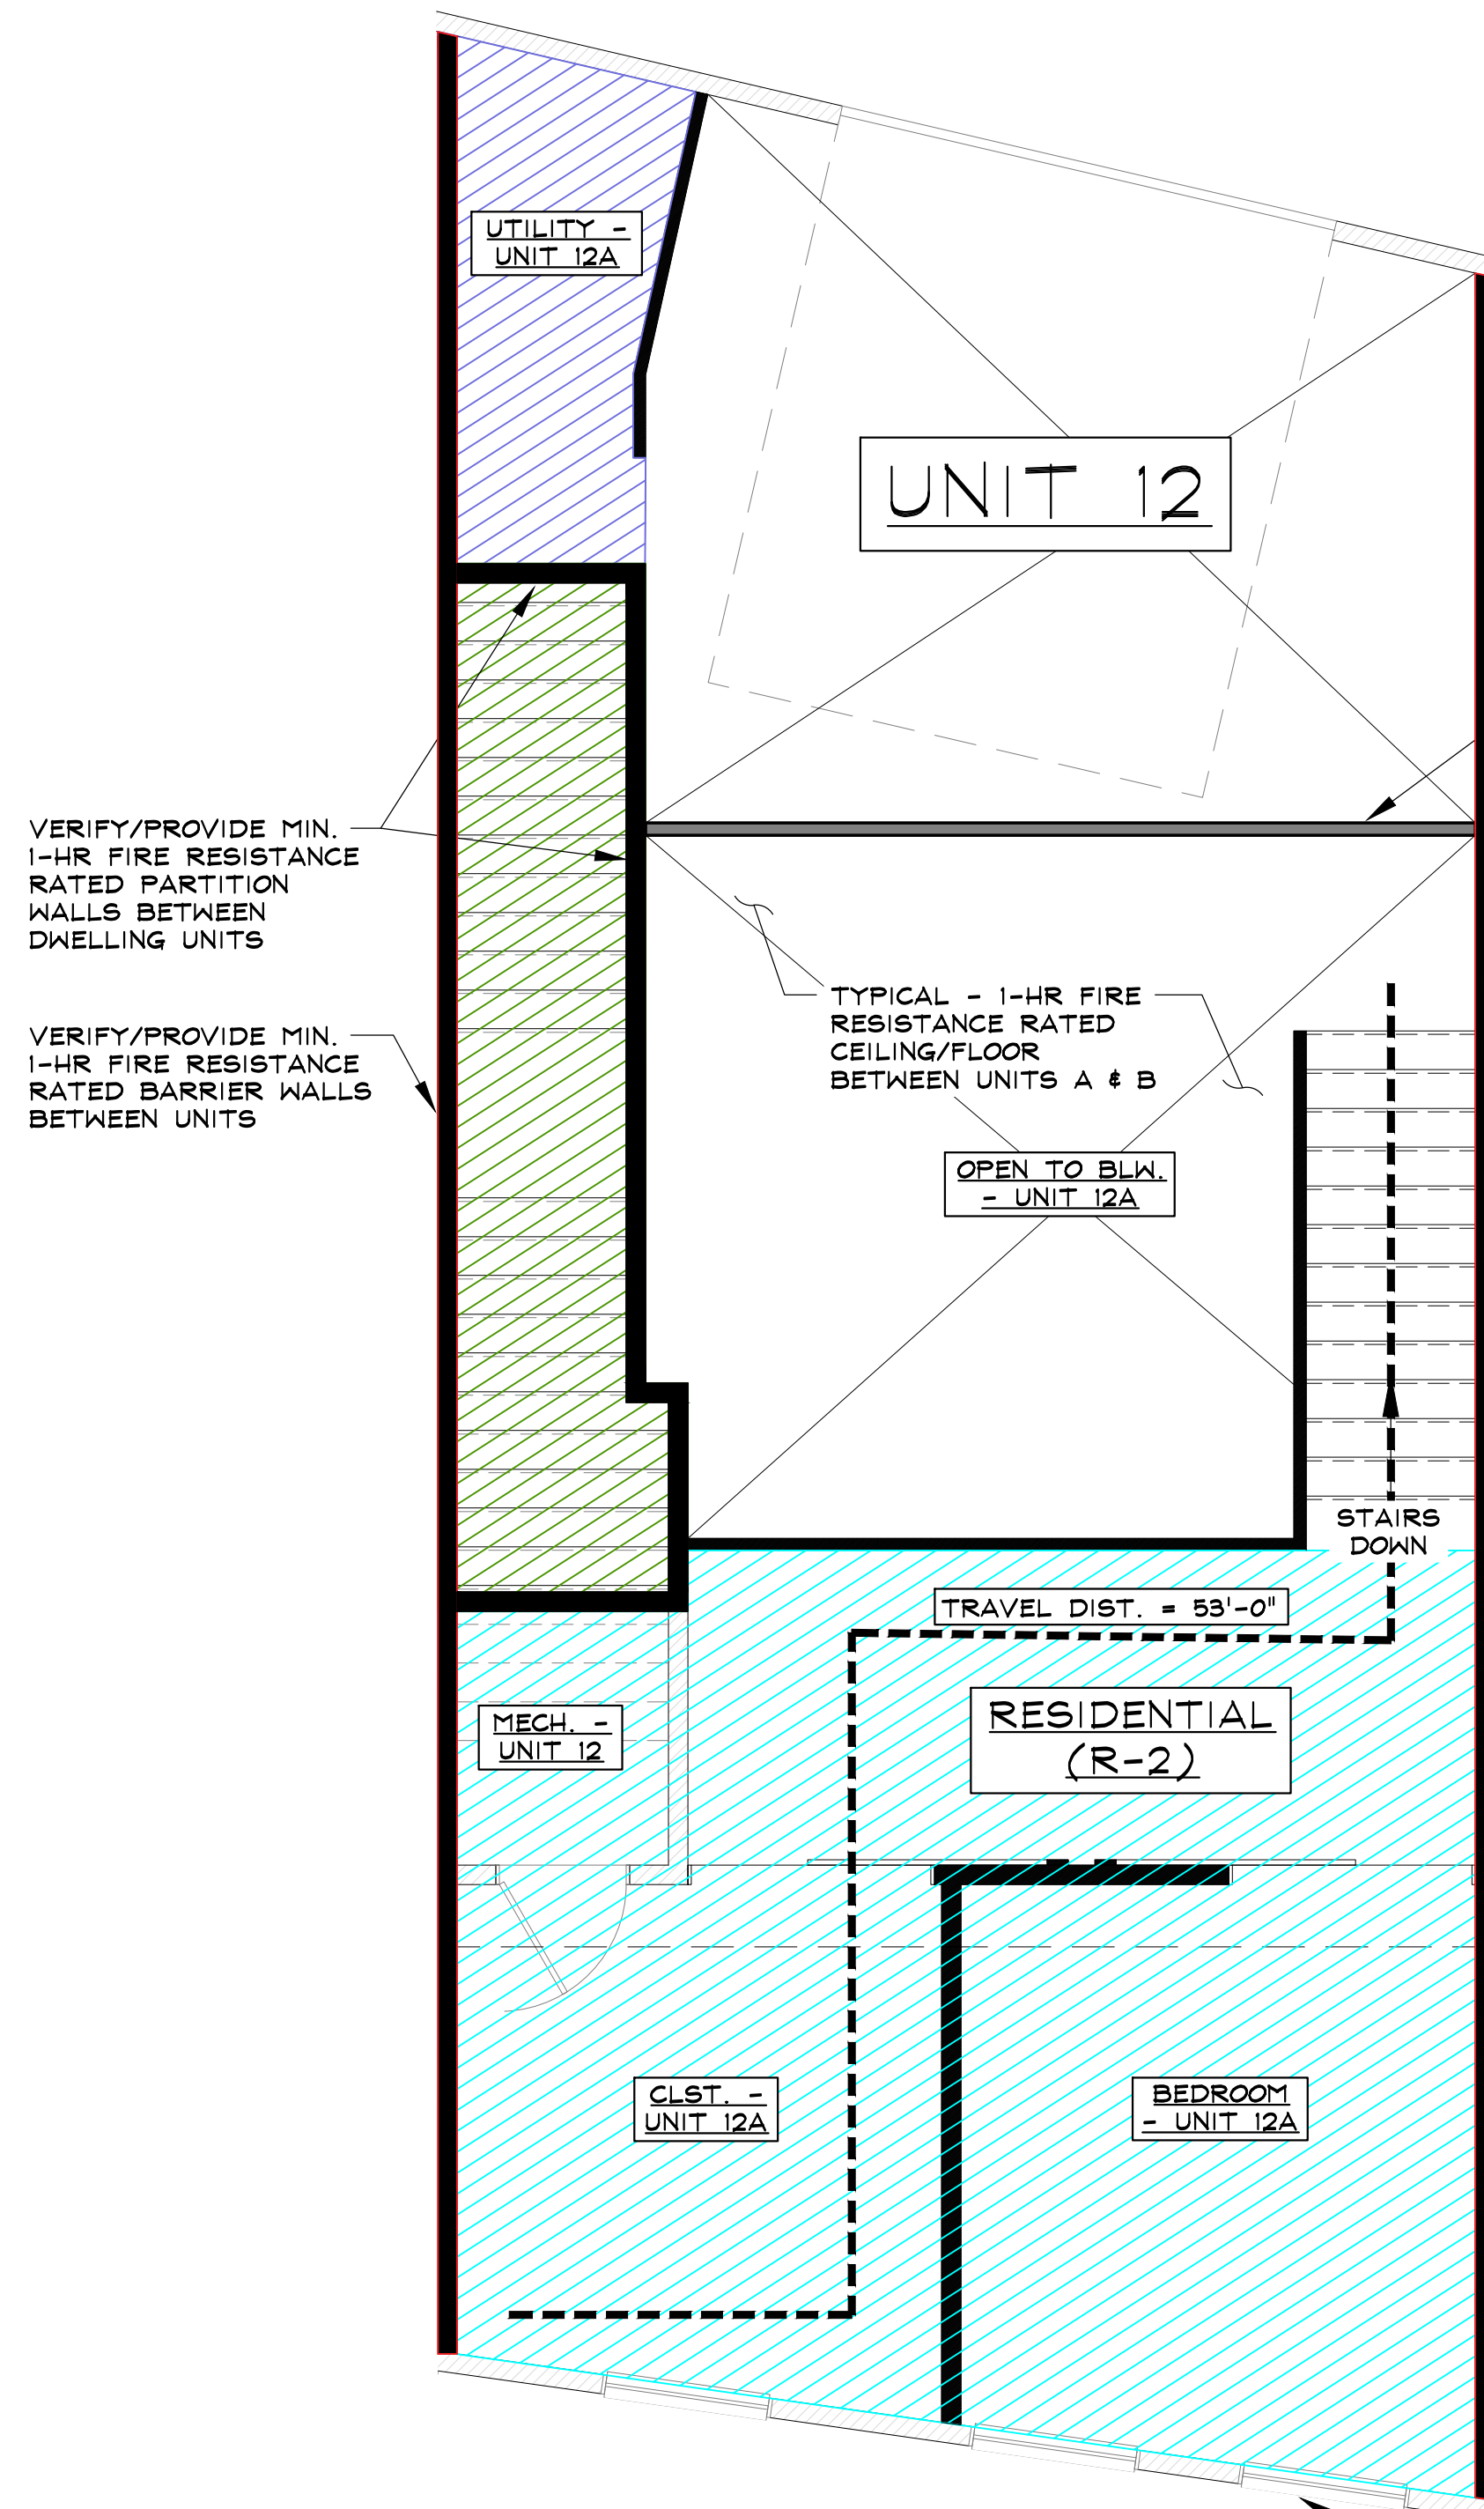 UTILITY -
UNIT 12A
UNIT 12
VERIFY/PROVIDE MIN.
1-HR FIRE RESISTANCE
RATED PARTITION
WALLS BETWEEN
DWELLING UNITS
TYPICAL - 1-HR FIRE
RESISTANCE RATED
CEILING/FLOOR
BETWEEN UNITS A & B
VERIFY/PROVIDE MIN.
1-HR FIRE RESISTANCE
RATED BARRIER WALLS
BETWEEN UNITS
OPEN TO BLW.
- UNIT 12A
STAIRS
DOWN
TRAVEL DIST. = 53'-0"
RESIDENTIAL
(R-2)
MECH. -
UNIT 12
CLST. -
UNIT 12A
BEDROOM
- UNIT 12A